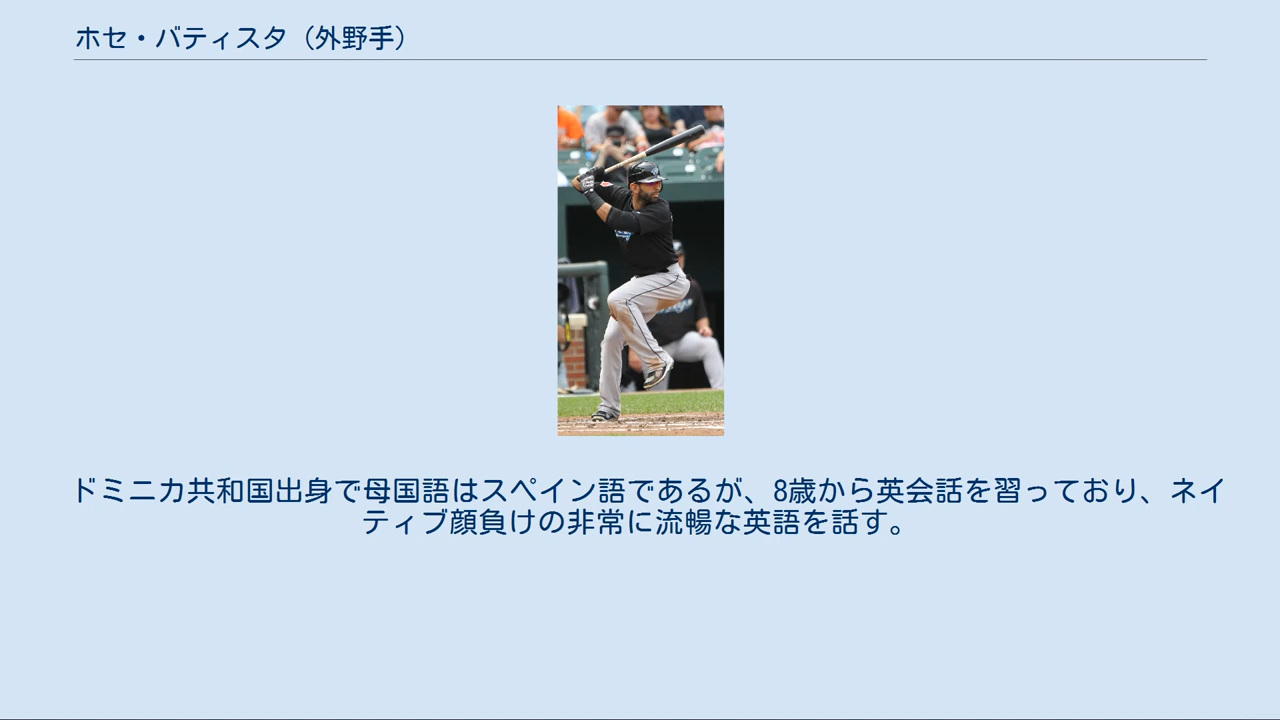 ホセ・バティスタ（外野手）
ドミニカ共和国出身で母国語はスペイン語であるが、8歳から英会話を習っており、ネイ
ティブ顔負けの非常に流暢な英語を話す。